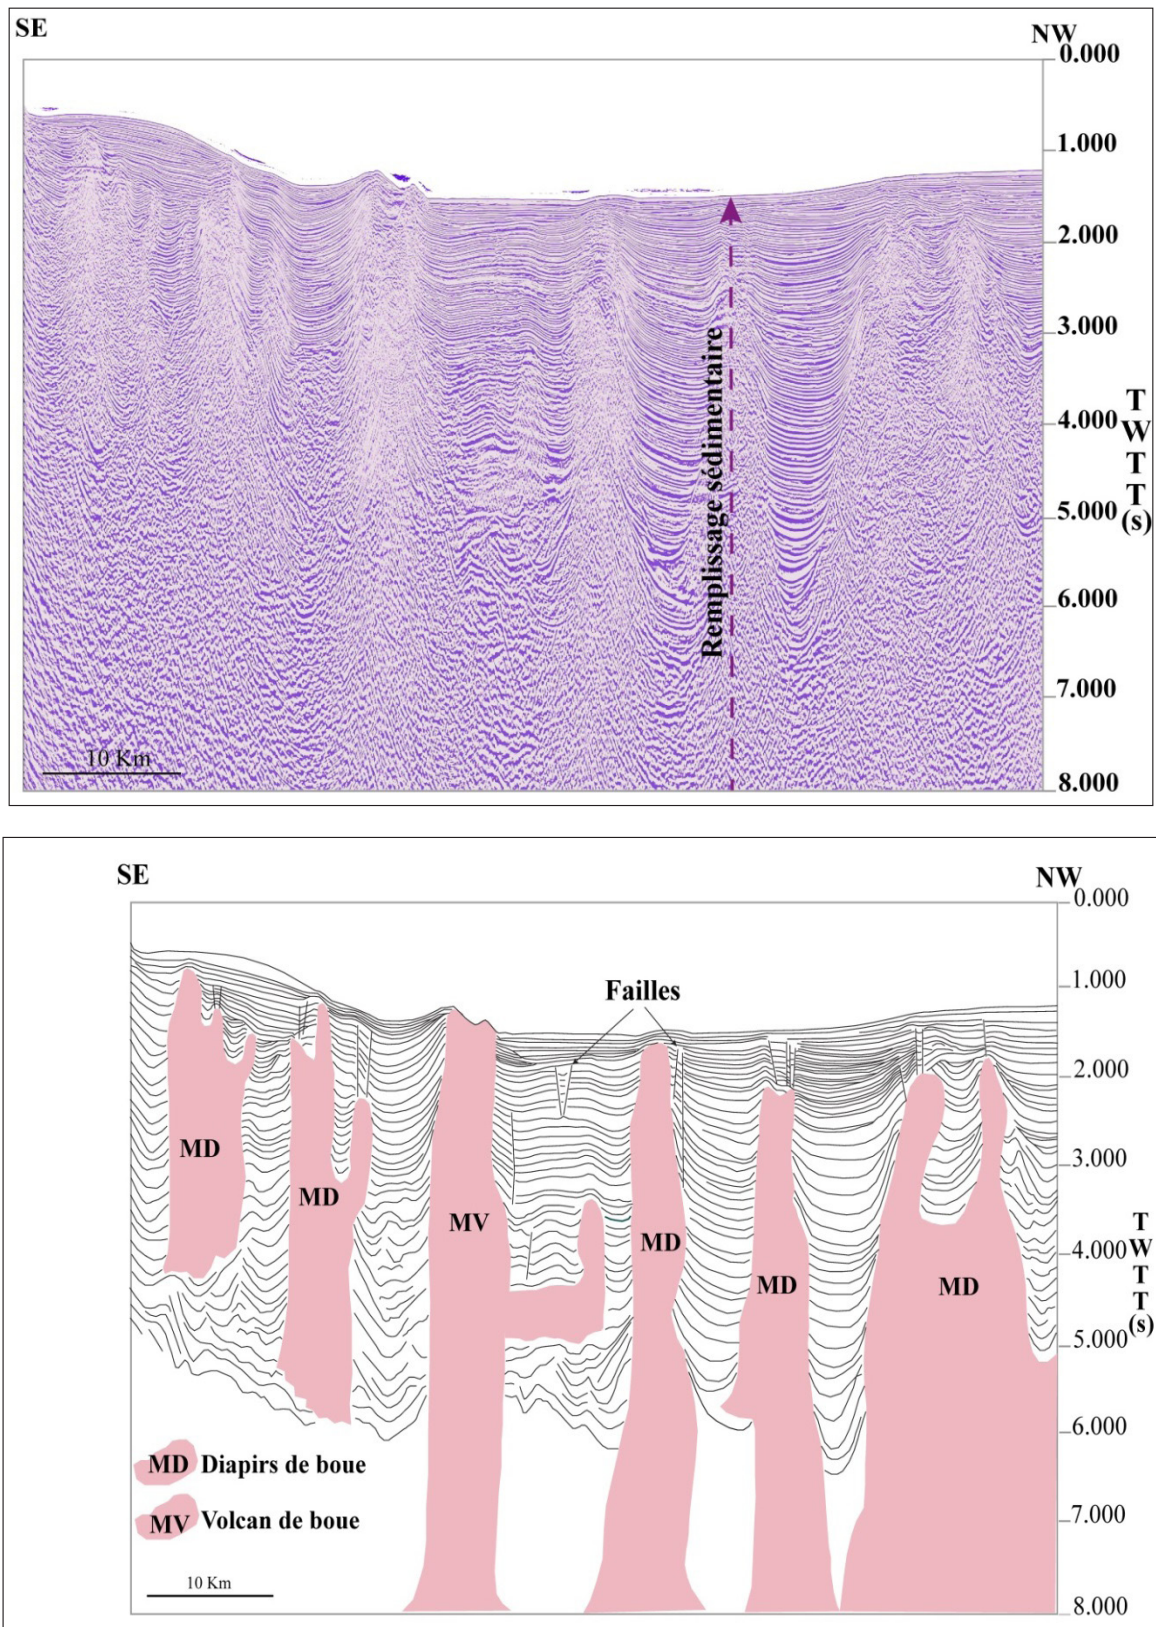 SE
NW
0.000
1.000
2.000
3.000
4.000
5.000
6.000
7.000
8.000
T
W
T
T
(s)
Remplissage sédimentaire
10 Km
SE
NW
0.000
1.000
2.000
3.000
4.000
5.000
6.000
7.000
8.000
T
W
T
T
(s)
Failles
MD
MD
MV
MD
MD
MD
MD Diapirs de boue
MV Volcan de boue
10 Km